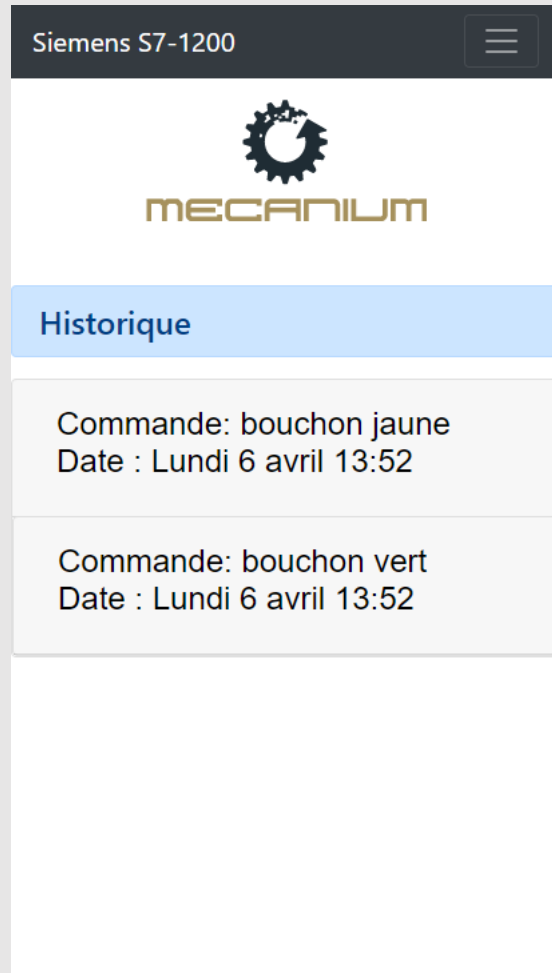 Siemens S7-1200
MECANIUM
Historique
Commande: bouchon jaune
Date : Lundi 6 avril 13:52
Commande: bouchon vert
Date : Lundi 6 avril 13:52